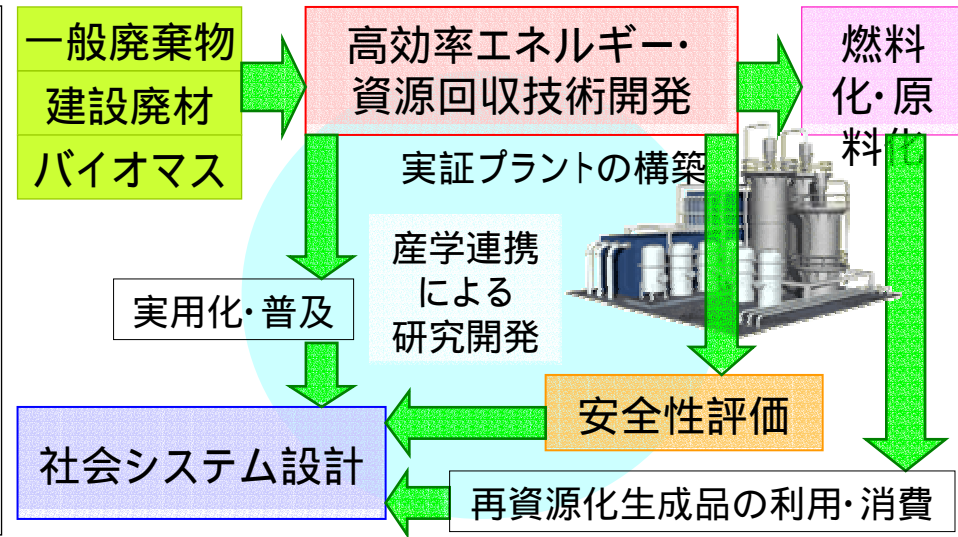 一般廃棄物
建設廃材
バイオマス
高効率エネルギー・
資源回収技術開発
燃料
化・原
料化
実証プラントの構築
産学連携
による
研究開発
実用化・普及
安全性評価
社会システム設計
再資源化生成品の利用・消費